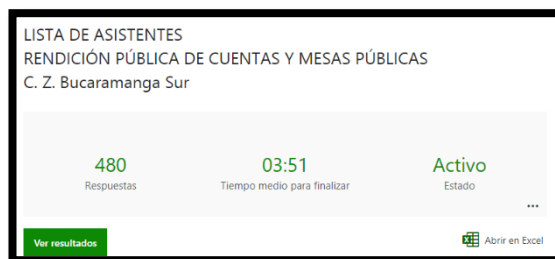 LISTA DE ASISTENTES
RENDICIÓN PÚBLICA DE CUENTAS Y MESAS PÚBLICAS
C. Z. Bucaramanga Sur
480 03:51 Activo
Respuestas Tiempo medio para finalizar Estado
...
Ver resultados Abrir en Excel